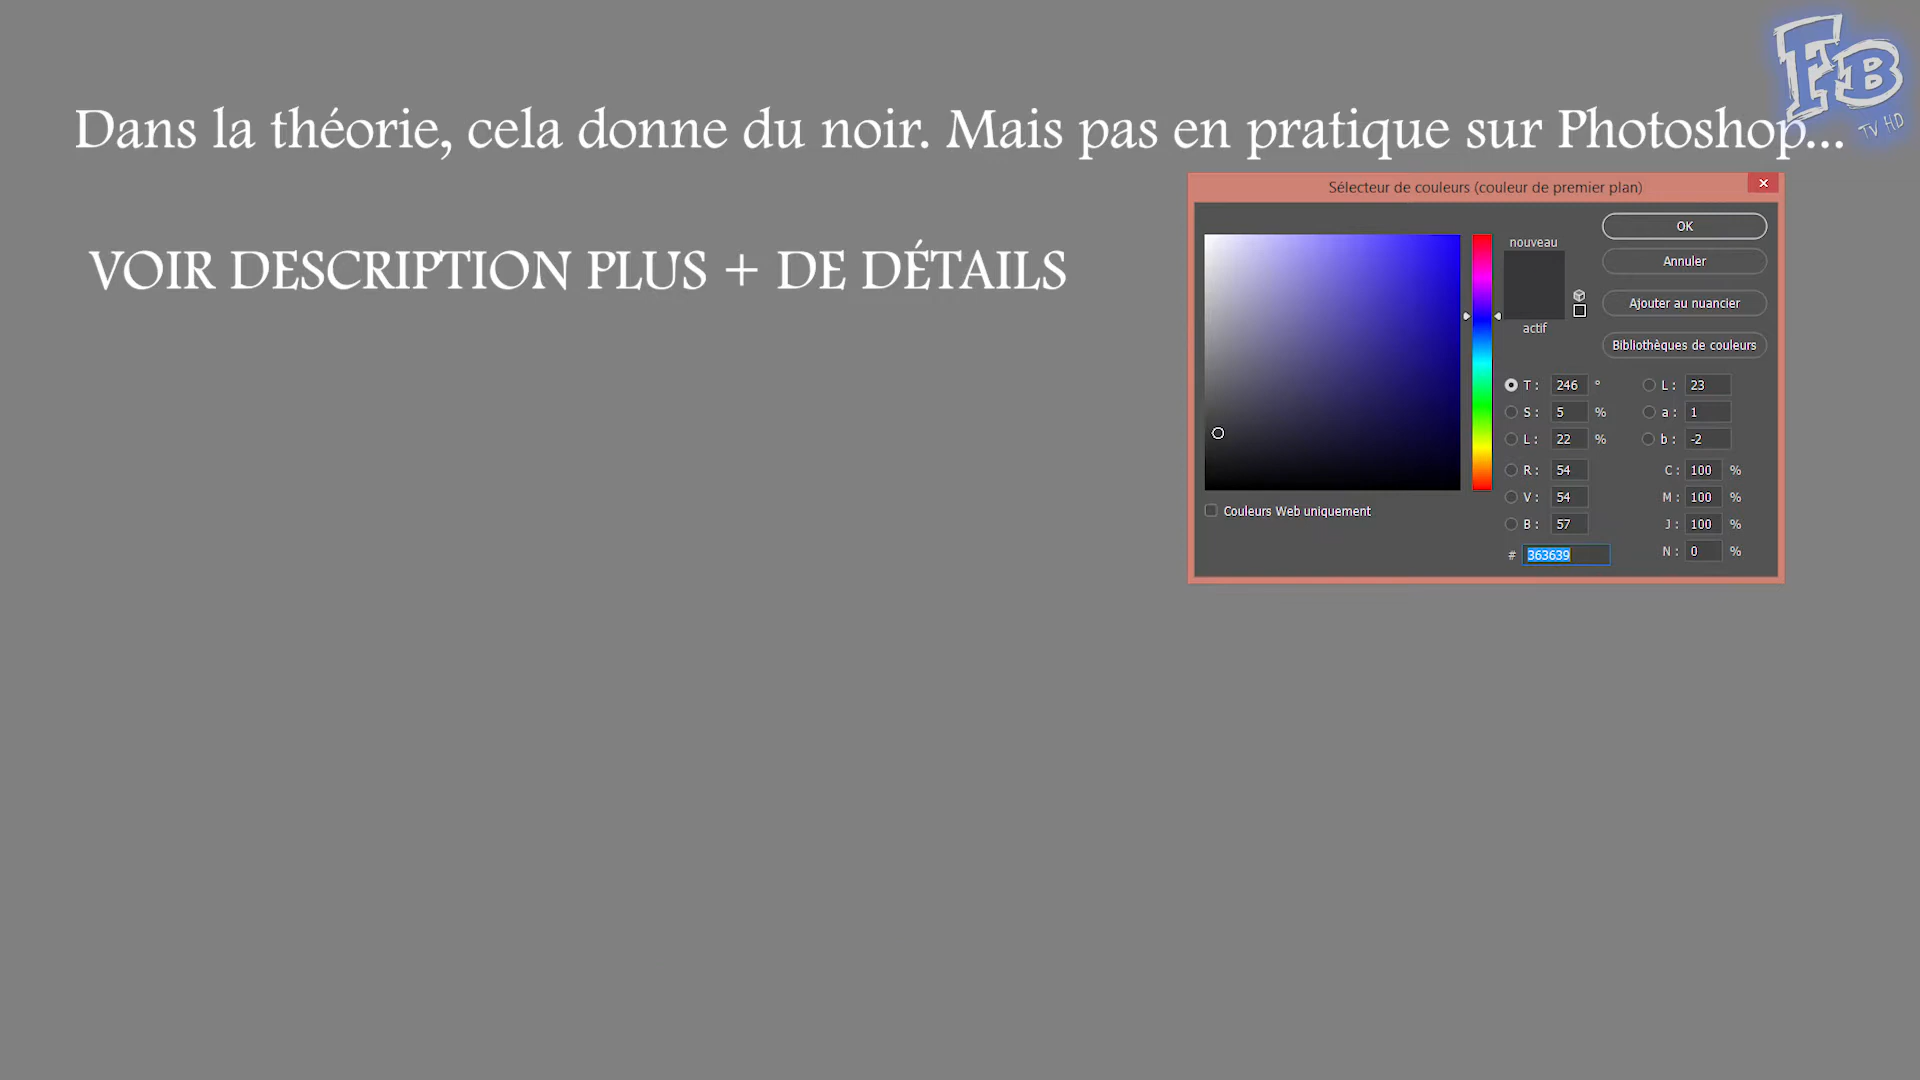 FB
TV HD
Dans la théorie, cela donne du noir. Mais pas en pratique sur Photoshop...
VOIR DESCRIPTION PLUS + DE DÉTAILS
Sélecteur de couleurs (couleur de premier plan)
nouveau
actif
OK
Annuler
Ajouter au nuancier
Bibliothèques de couleurs
T : 246 ° L : 23
S : 5 % a : 1
L : 22 % b : -2
R : 54 C : 100 %
V : 54 M : 100 %
B : 57 J : 100 %
# 363639 N : 0 %
Couleurs Web uniquement